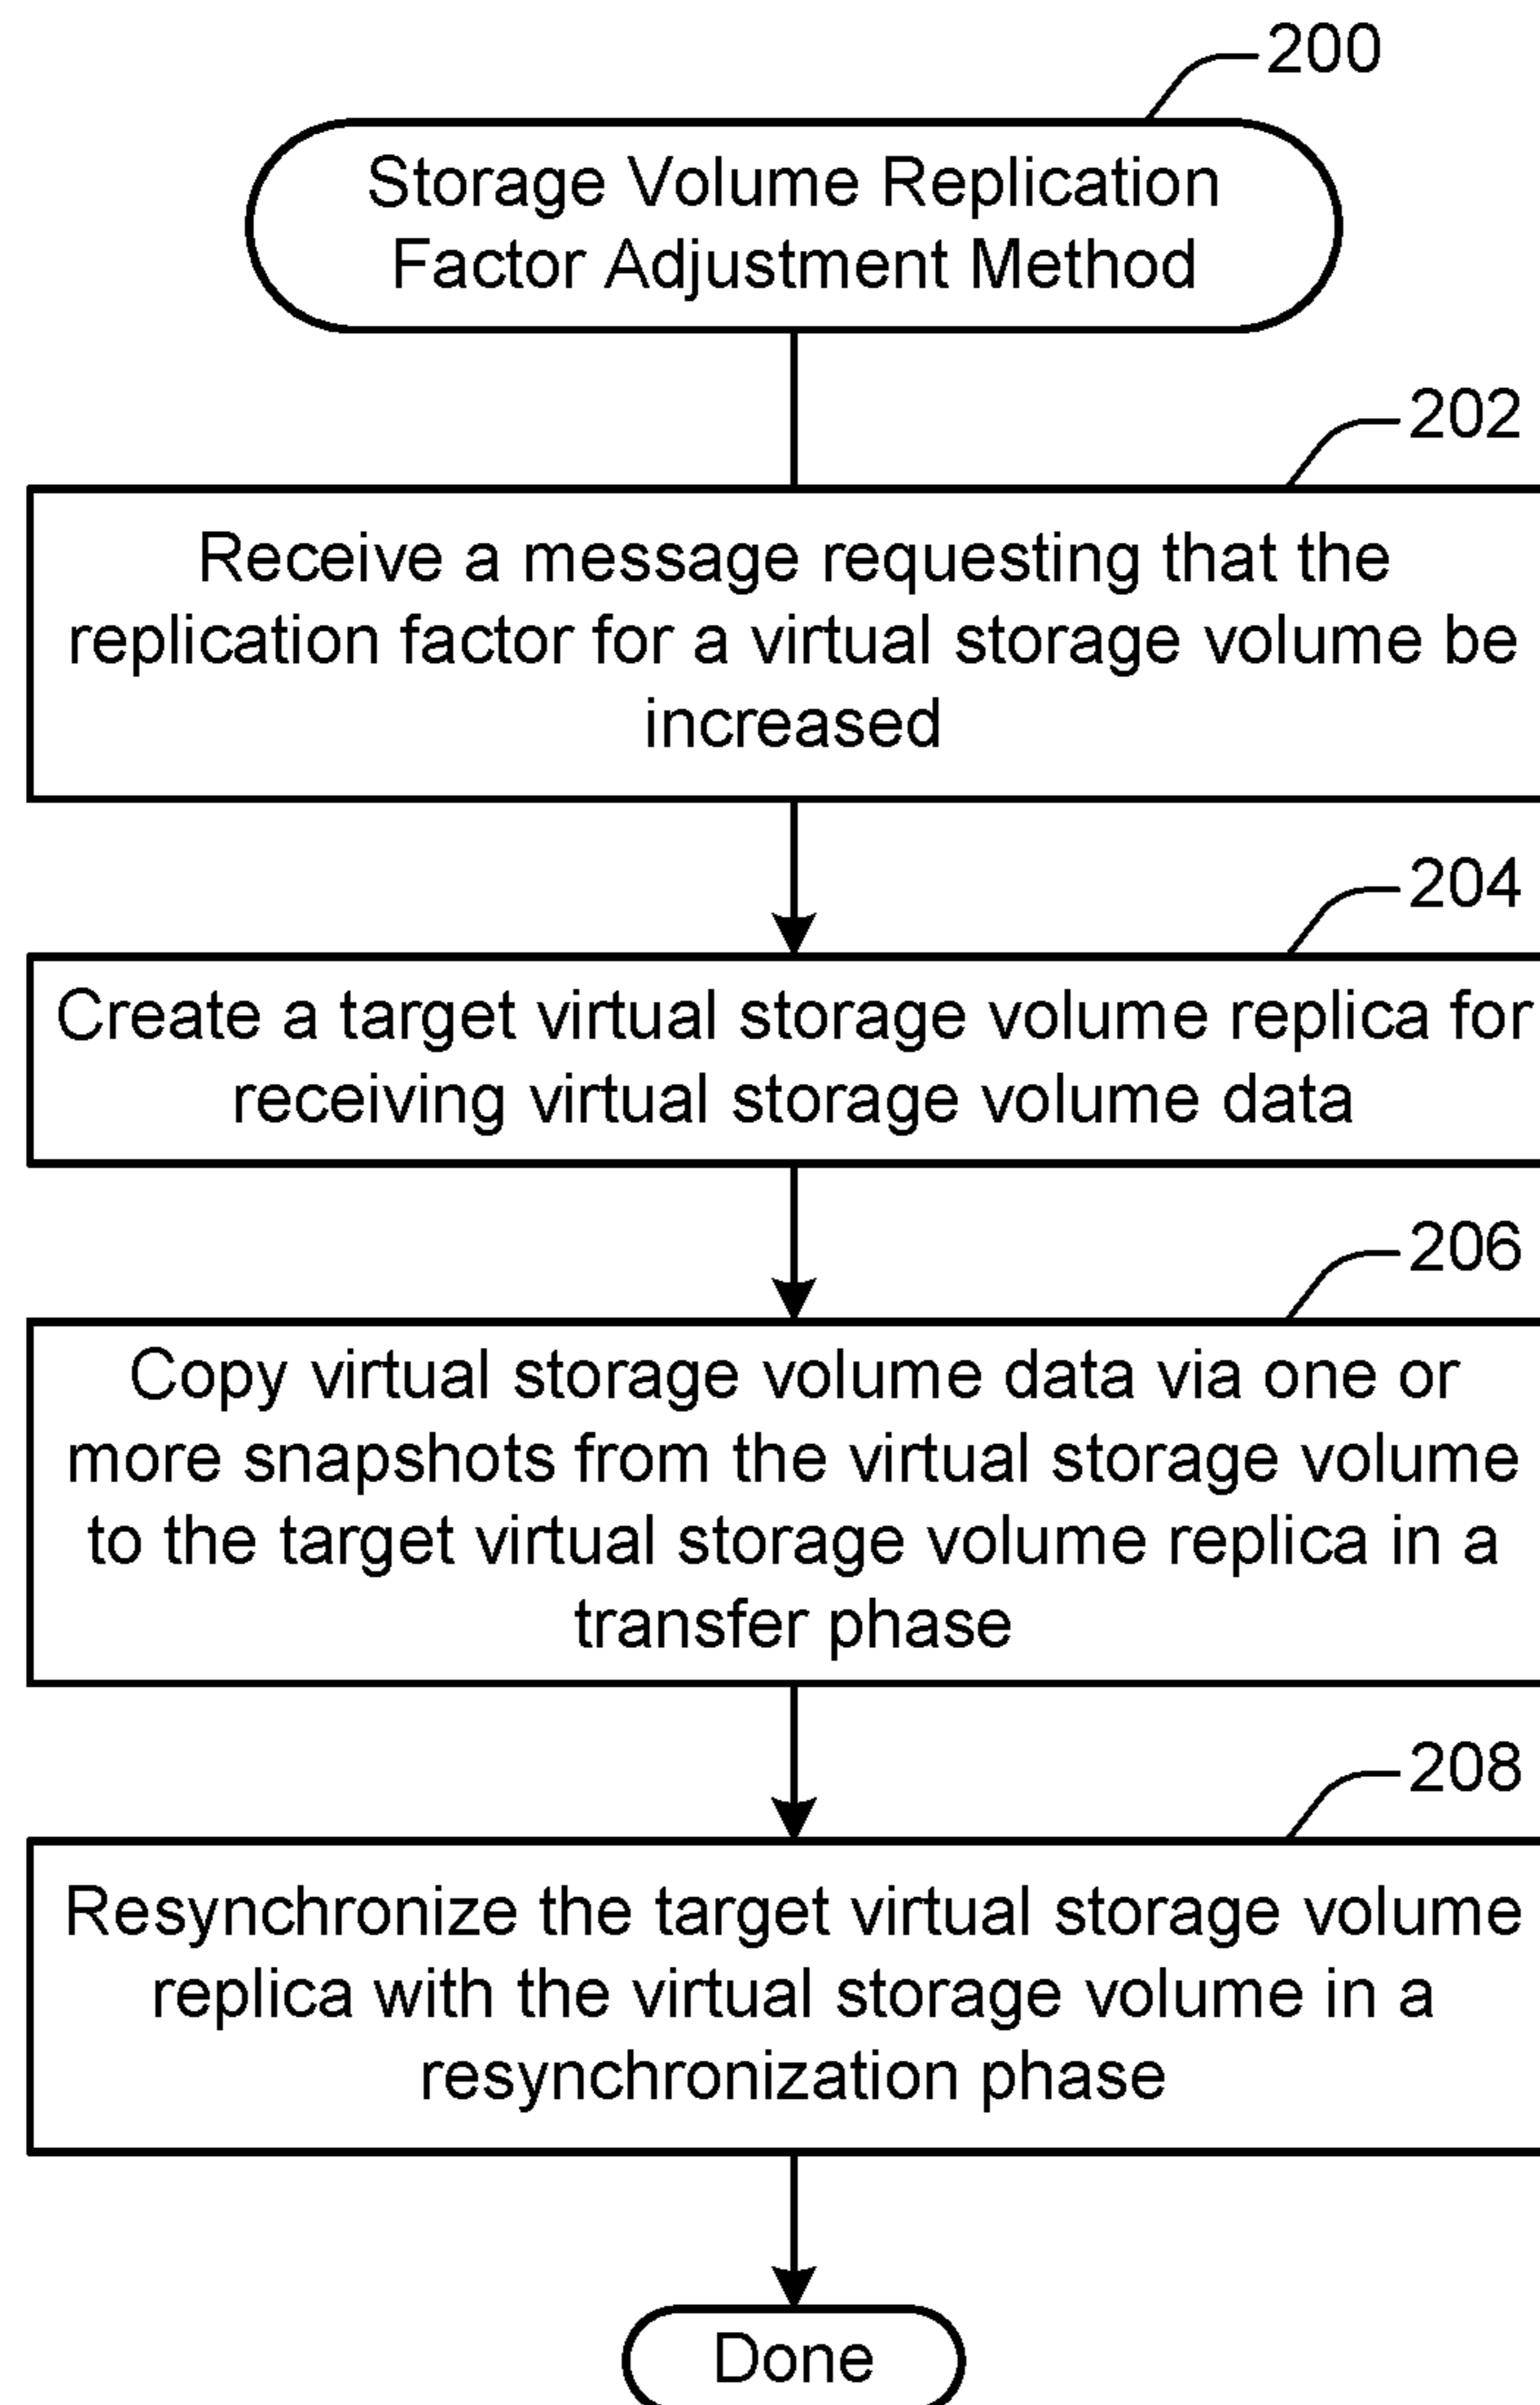 200
Storage Volume Replication
Factor Adjustment Method
202
Receive a message requesting that the
replication factor for a virtual storage volume be
increased
204
Create a target virtual storage volume replica for
receiving virtual storage volume data
206
Copy virtual storage volume data via one or
more snapshots from the virtual storage volume
to the target virtual storage volume replica in a
transfer phase
208
Resynchronize the target virtual storage volume
replica with the virtual storage volume in a
resynchronization phase
Done